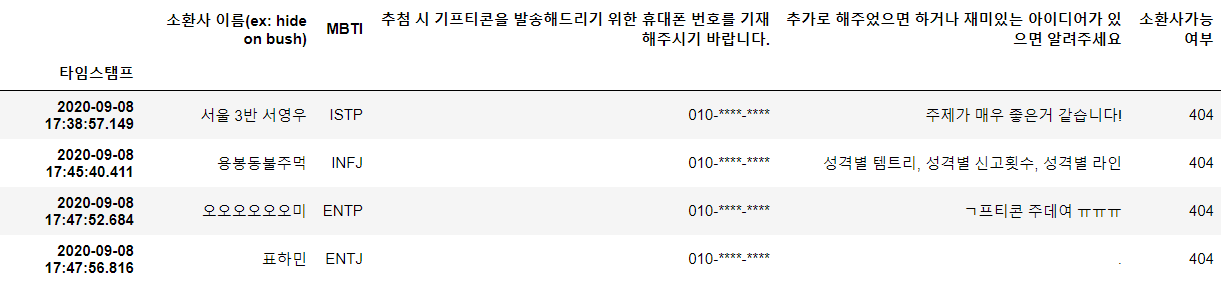 소환사 이름(ex: hide on bush) MBTI 추첨 시 기프티콘을 발송해드리기 위한 휴대폰 번호를 기재해주시기 바랍니다. 추가로 해주었으면 하거나 재미있는 아이디어가 있으면 알려주세요 소환사가능여부
타임스탬프
2020-09-08 17:38:57.149 서울 3반 서영우 ISTP 010-****-**** 주제가 매우 좋은거 같습니다! 404
2020-09-08 17:45:40.411 용봉동불주먹 INFJ 010-****-**** 성격별 템트리, 성격별 신고횟수, 성격별 라인 404
2020-09-08 17:47:52.684 오오오오오오미 ENTP 010-****-**** ㄱ프티콘 주데여 ㅠㅠㅠ 404
2020-09-08 17:47:56.816 표하민 ENTJ 010-****-**** . 404